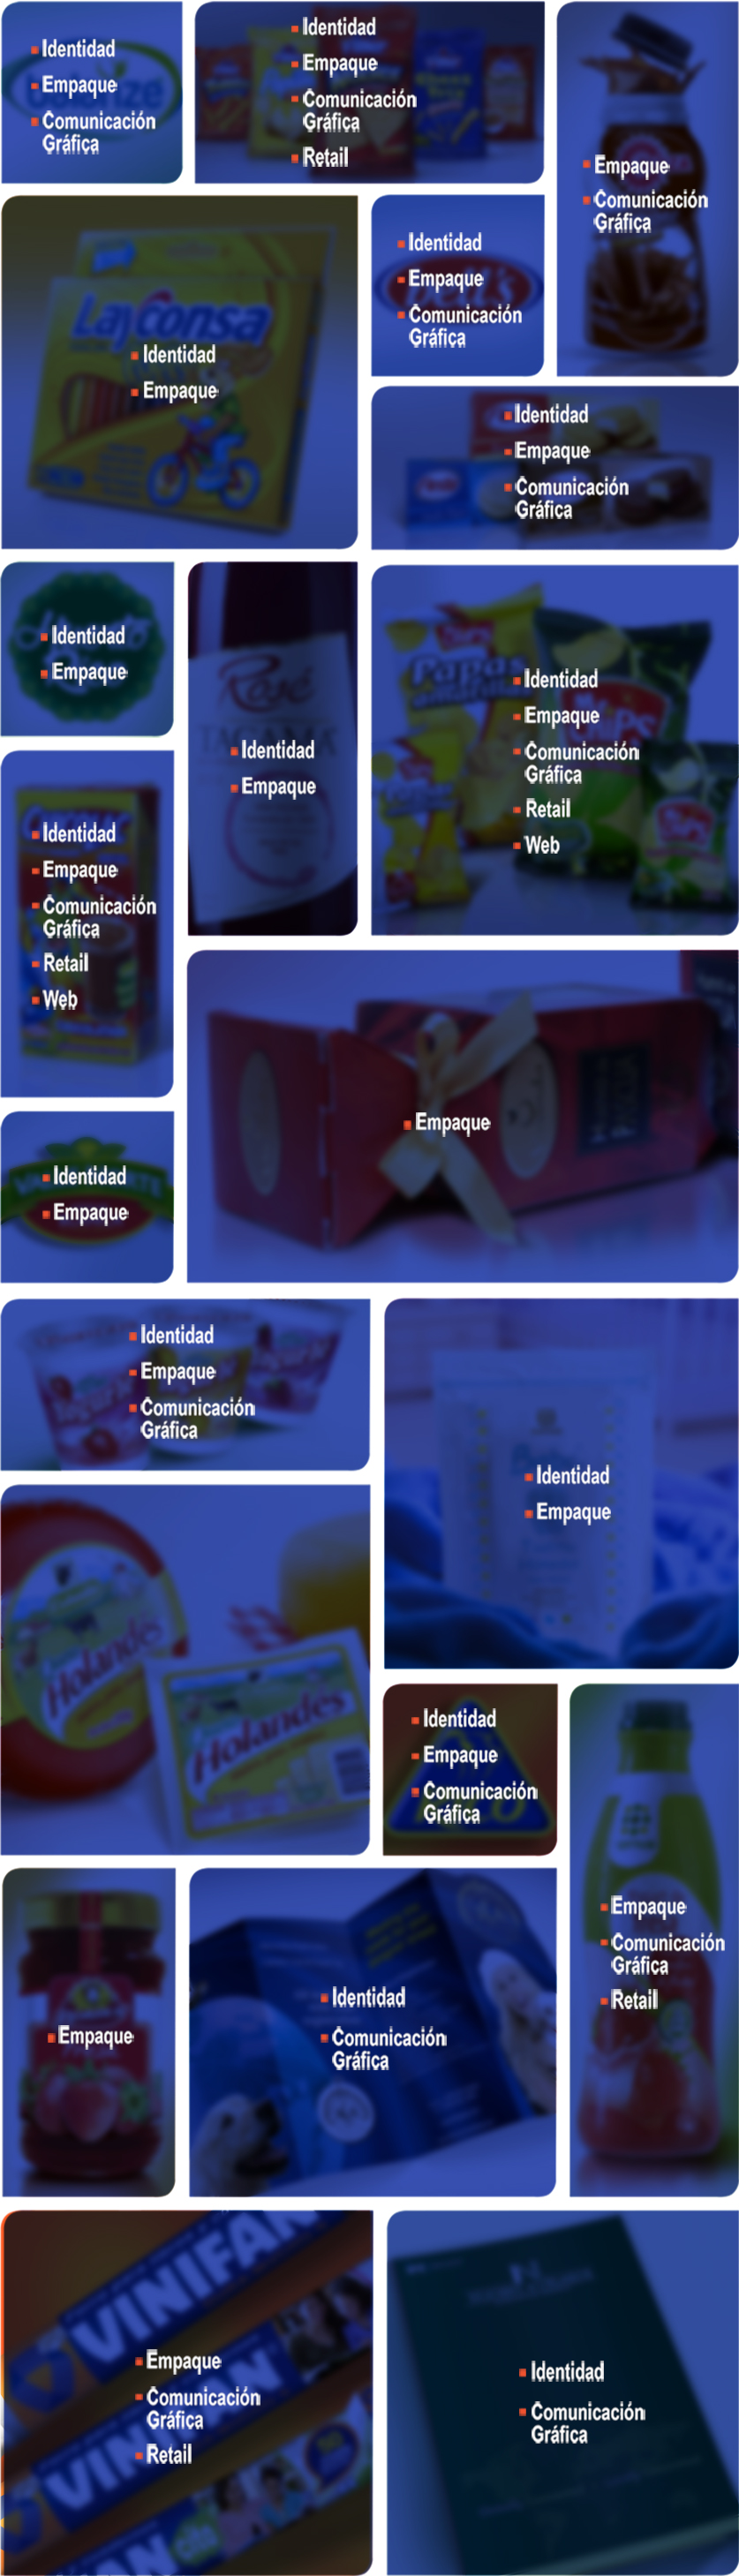 Identidad
Empaque
Comunicación
Gráfica
Identidad
Empaque
Comunicación
Gráfica
Retail
Empaque
Comunicación
Gráfica
Layconsa
Identidad
Empaque
Identidad
Empaque
Comunicación
Gráfica
Identidad
Empaque
Comunicación
Gráfica
Identidad
Empaque
Identidad
Empaque
Papas
Identidad
Empaque
Comunicación
Gráfica
Retail
Web
Identidad
Empaque
Comunicación
Gráfica
Retail
Web
Empaque
Identidad
Empaque
Identidad
Empaque
Comunicación
Gráfica
Identidad
Empaque
Holandés
Holandés
Identidad
Empaque
Comunicación
Gráfica
Empaque
Comunicación
Gráfica
Retail
Empaque
Identidad
Comunicación
Gráfica
VINIFAN
VINIFAN
Empaque
Comunicación
Gráfica
Retail
Identidad
Comunicación
Gráfica